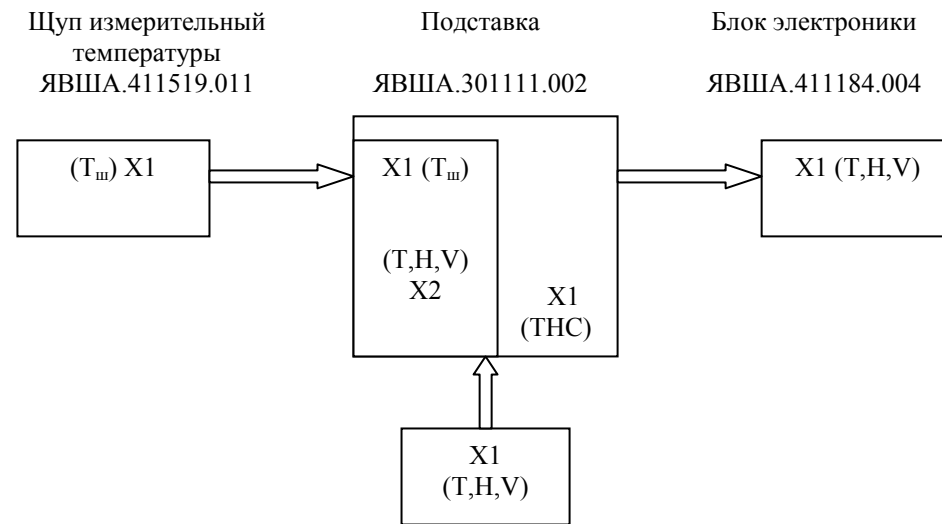 Щуп измерительный
температуры
ЯВША.411519.011
Подставка
ЯВША.301111.002
Блок электроники
ЯВША.411184.004
(Тш) X1
X1 (Тш)
(T,H,V)
X2
X1
(ТНС)
X1 (T,H,V)
X1
(T,H,V)